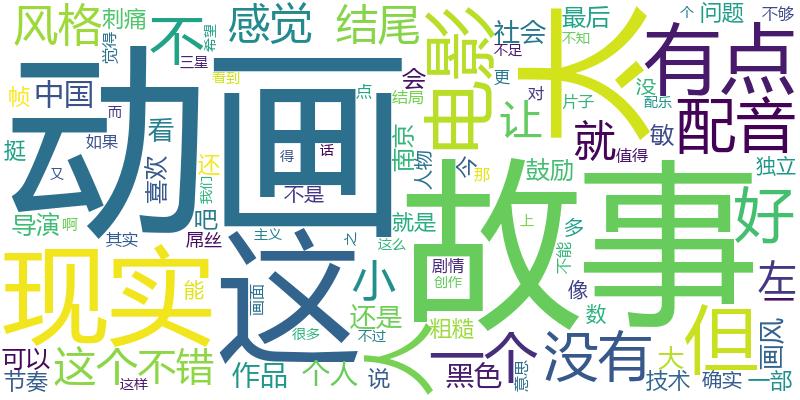 风格
刺痛
不
感觉
结尾
电影
社会
最后
问题
个
不够
觉得
希望
三星
看到
不足
更
不知
太
有点
动画
帧
中国
而
会
点
结局
对
片子
没
配乐
配音
挺
如果
看
喜欢
还
得
话
南京
让
就
值得
敏
又
我们
不是
人物
今
那
鼓励
独立
导演
啊
吧
就是
多
好
其实
屌丝
主义
之
这么
故事
上
不能
现实
能
这
画面
小
剧情
创作
像
左
数
但
画风
很多
不过
还是
粗糙
人
一个
没有
可以
这个
不错
节奏
这样
作品
个人
说
黑色
意思
大
技术
确实
一部